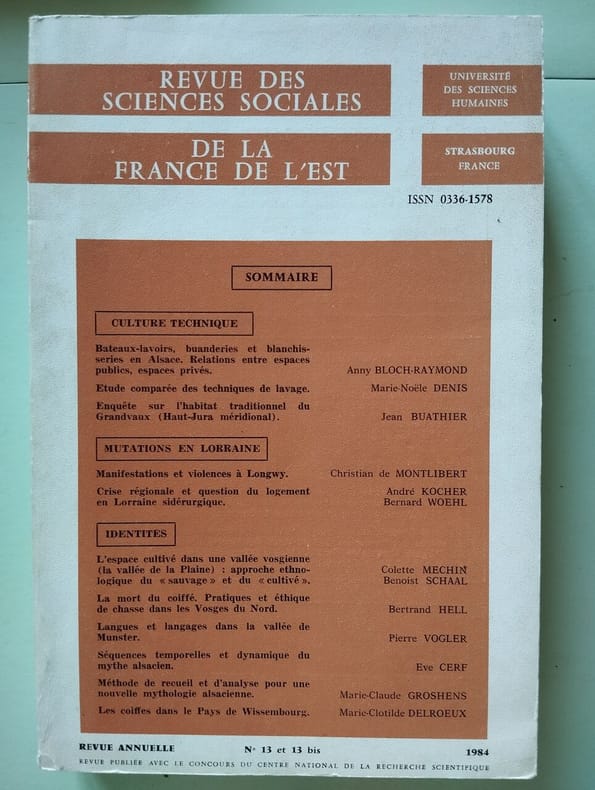 REVUE DES
SCIENCES SOCIALES
UNIVERSITÉ
DES SCIENCES
HUMAINES
DE LA
FRANCE DE L'EST
STRASBOURG
FRANCE
ISSN 0336-1578
SOMMAIRE
CULTURE TECHNIQUE
Bateaux-lavoirs, buanderies et blanchis-
series en Alsace. Relations entre espaces
publics, espaces privés. Anny BLOCH-RAYMOND
Etude comparée des techniques de lavage. Marie-Noële DENIS
Enquête sur l'habitat traditionnel du
Grandvaux (Haut-Jura méridional). Jean BUATHIER
MUTATIONS EN LORRAINE
Manifestations et violences à Longwy. Christian de MONTLIBERT
Crise régionale et question du logement André KOCHER
en Lorraine sidérurgique. Bernard WOEHL
IDENTITÉS
L'espace cultivé dans une vallée vosgienne
(la vallée de la Plaine) : approche ethno- Colette MECHIN
logique du « sauvage » et du « cultivé ». Benoist SCHAAL
La mort du coiffé. Pratiques et éthique
de chasse dans les Vosges du Nord. Bertrand HELL
Langues et langages dans la vallée de
Munster. Pierre VOGLER
Séquences temporelles et dynamique du
mythe alsacien. Eve CERF
Méthode de recueil et d'analyse pour une
nouvelle mythologie alsacienne. Marie-Claude GROSHENS
Les coiffes dans le Pays de Wissembourg. Marie-Clotilde DELROEUX
REVUE ANNUELLE N° 13 et 13 bis 1984
REVUE PUBLIÉE AVEC LE CONCOURS DU CENTRE NATIONAL DE LA RECHERCHE SCIENTIFIQUE